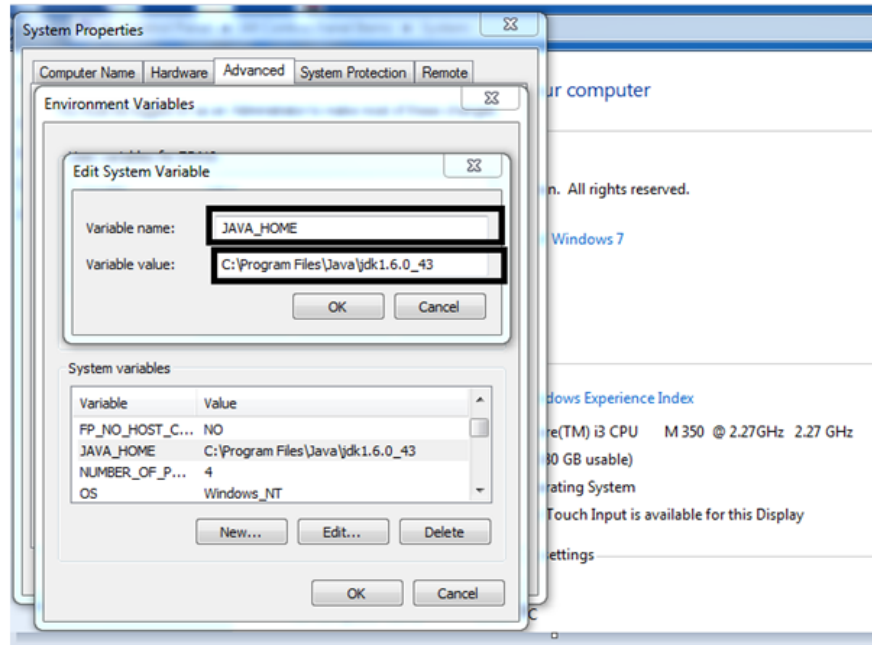 System Properties
Computer Name Hardware Advanced System Protection Remote
Environment Variables
Edit System Variable
Variable name: JAVA_HOME
Variable value: C:\Program Files\Java\jdk1.6.0_43
OK Cancel
System variables
Variable Value
FP_NO_HOST_C... NO
JAVA_HOME C:\Program Files\Java\jdk1.6.0_43
NUMBER_OF_P... 4
OS Windows_NT
New... Edit... Delete
OK Cancel
ur computer
n. All rights reserved.
Windows 7
dows Experience Index
re(TM) i3 CPU M 350 @ 2.27GHz 2.27 GHz
80 GB usable)
rating System
Touch Input is available for this Display
settings
C